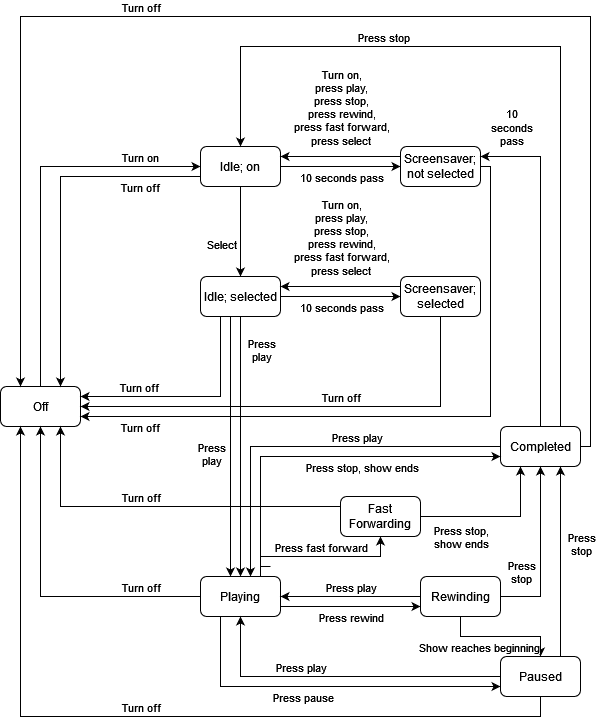 Turn off
Press stop
Turn on,
press play,
press stop,
press rewind,
press fast forward,
press select
10
seconds
pass
Turn on
Idle; on
Screensaver;
not selected
10 seconds pass
Turn off
Turn on,
press play,
press stop,
press rewind,
press fast forward,
press select
Select
Idle; selected
Screensaver;
selected
10 seconds pass
Press
play
Turn off
Turn off
Off
Turn off
Press
play
Press play
Completed
Press stop, show ends
Turn off
Fast
Forwarding
Press stop,
show ends
Press
stop
Press fast forward
Press
stop
Turn off
Playing
Press play
Rewinding
Press rewind
Show reaches beginning
Press play
Paused
Press pause
Turn off